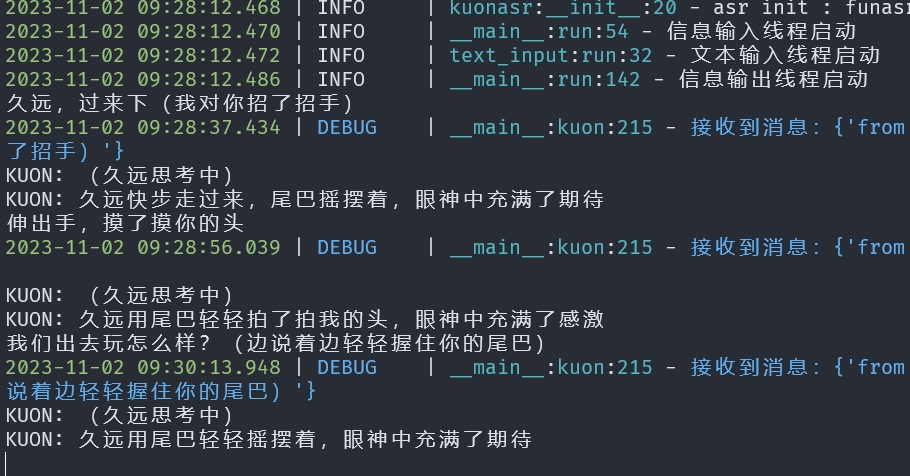 2023-11-02 09:28:12.468 | INFO     | kuonasr:__init__:20 - asr init : funasr
2023-11-02 09:28:12.470 | INFO     | __main__:run:54 - 信息输入线程启动
2023-11-02 09:28:12.472 | INFO     | text_input:run:32 - 文本输入线程启动
2023-11-02 09:28:12.486 | INFO     | __main__:run:142 - 信息输出线程启动
久远，过来下（我对你招了招手）
2023-11-02 09:28:37.434 | DEBUG    | __main__:kuon:215 - 接收到消息：{'from
了招手）'}
KUON: （久远思考中）
KUON: 久远快步走过来，尾巴摇摆着，眼神中充满了期待
伸出手，摸了摸你的头
2023-11-02 09:28:56.039 | DEBUG    | __main__:kuon:215 - 接收到消息：{'from
KUON: （久远思考中）
KUON: 久远用尾巴轻轻拍了拍我的头，眼神中充满了感激
我们出去玩怎么样？（边说着边轻轻握住你的尾巴）
2023-11-02 09:30:13.948 | DEBUG    | __main__:kuon:215 - 接收到消息：{'from
说着边轻轻握住你的尾巴）'}
KUON: （久远思考中）
KUON: 久远用尾巴轻轻摇摆着，眼神中充满了期待